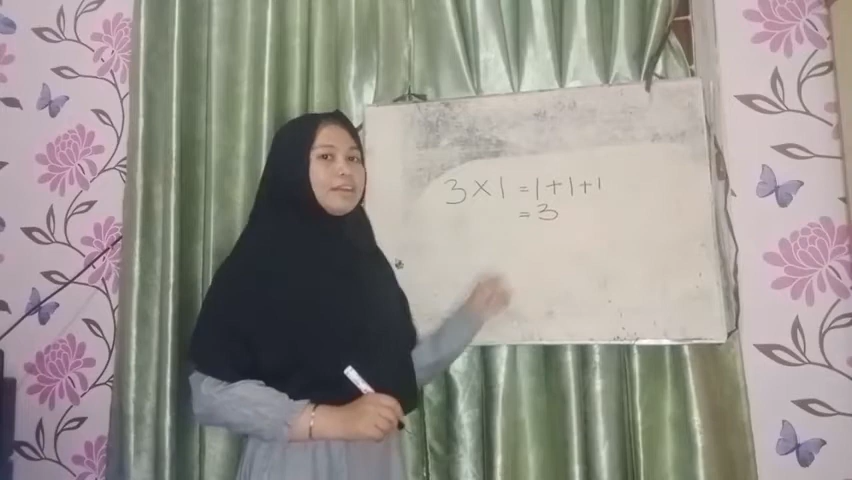 3 × 1 = 1 + 1 + 1
= 3